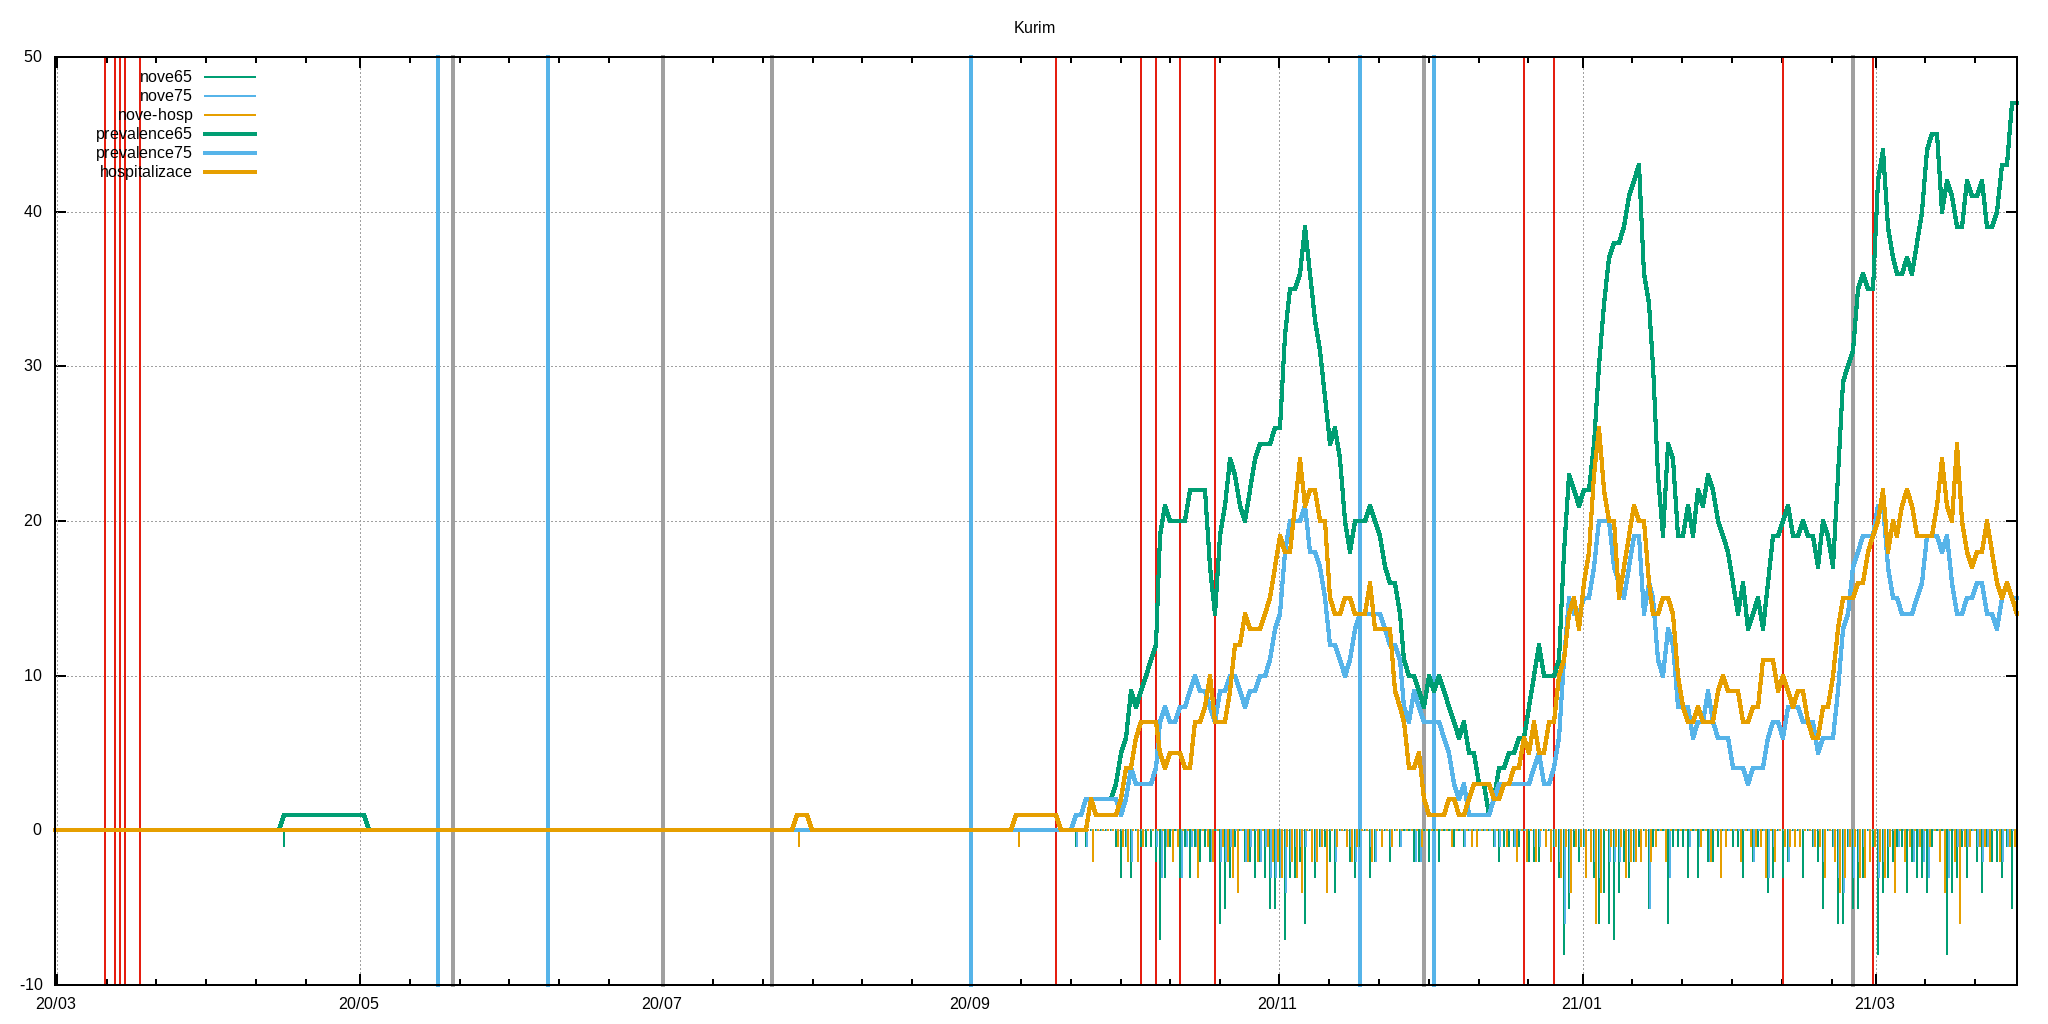 Kurim
50
nove65
nove75
nove-hosp
prevalence65
prevalence75
hospitalizace
40
30
20
10
0
-10
20/03 20/05 20/07 20/09 20/11 21/01 21/03